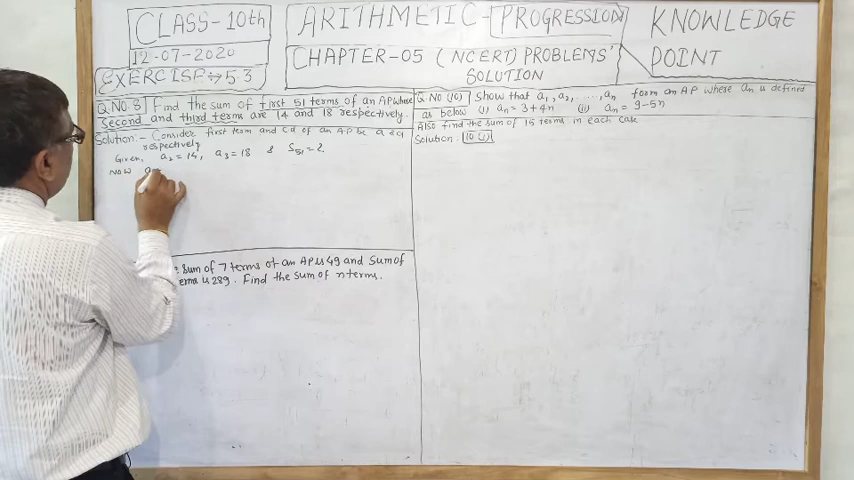 CLASS-10th
12-07-2020
EXERCISE⇒5.3
ARITHMETIC-PROGRESSION
CHAPTER-05 (NCERT) PROBLEMS'
SOLUTION
KNOWLEDGE
POINT
Q.NO.8 Find the sum of first 51 terms of an AP whose
second and third terms are 14 and 18 respectively.
Solution:- Consider first term and c.d of an AP be a & d
respectively
Given, a₂ = 14, a₃ = 18 & S₅₁ = ?
Now
sum of 7 terms of an AP is 49 and sum of
is 289. Find the sum of n terms.
Q.No (10) Show that a₁, a₂, ....., aₙ form an AP where aₙ is defined
as below (i) aₙ = 3+4n (ii) aₙ = 9-5n
Also find the sum of 15 terms in each case
Solution: 10 (i)